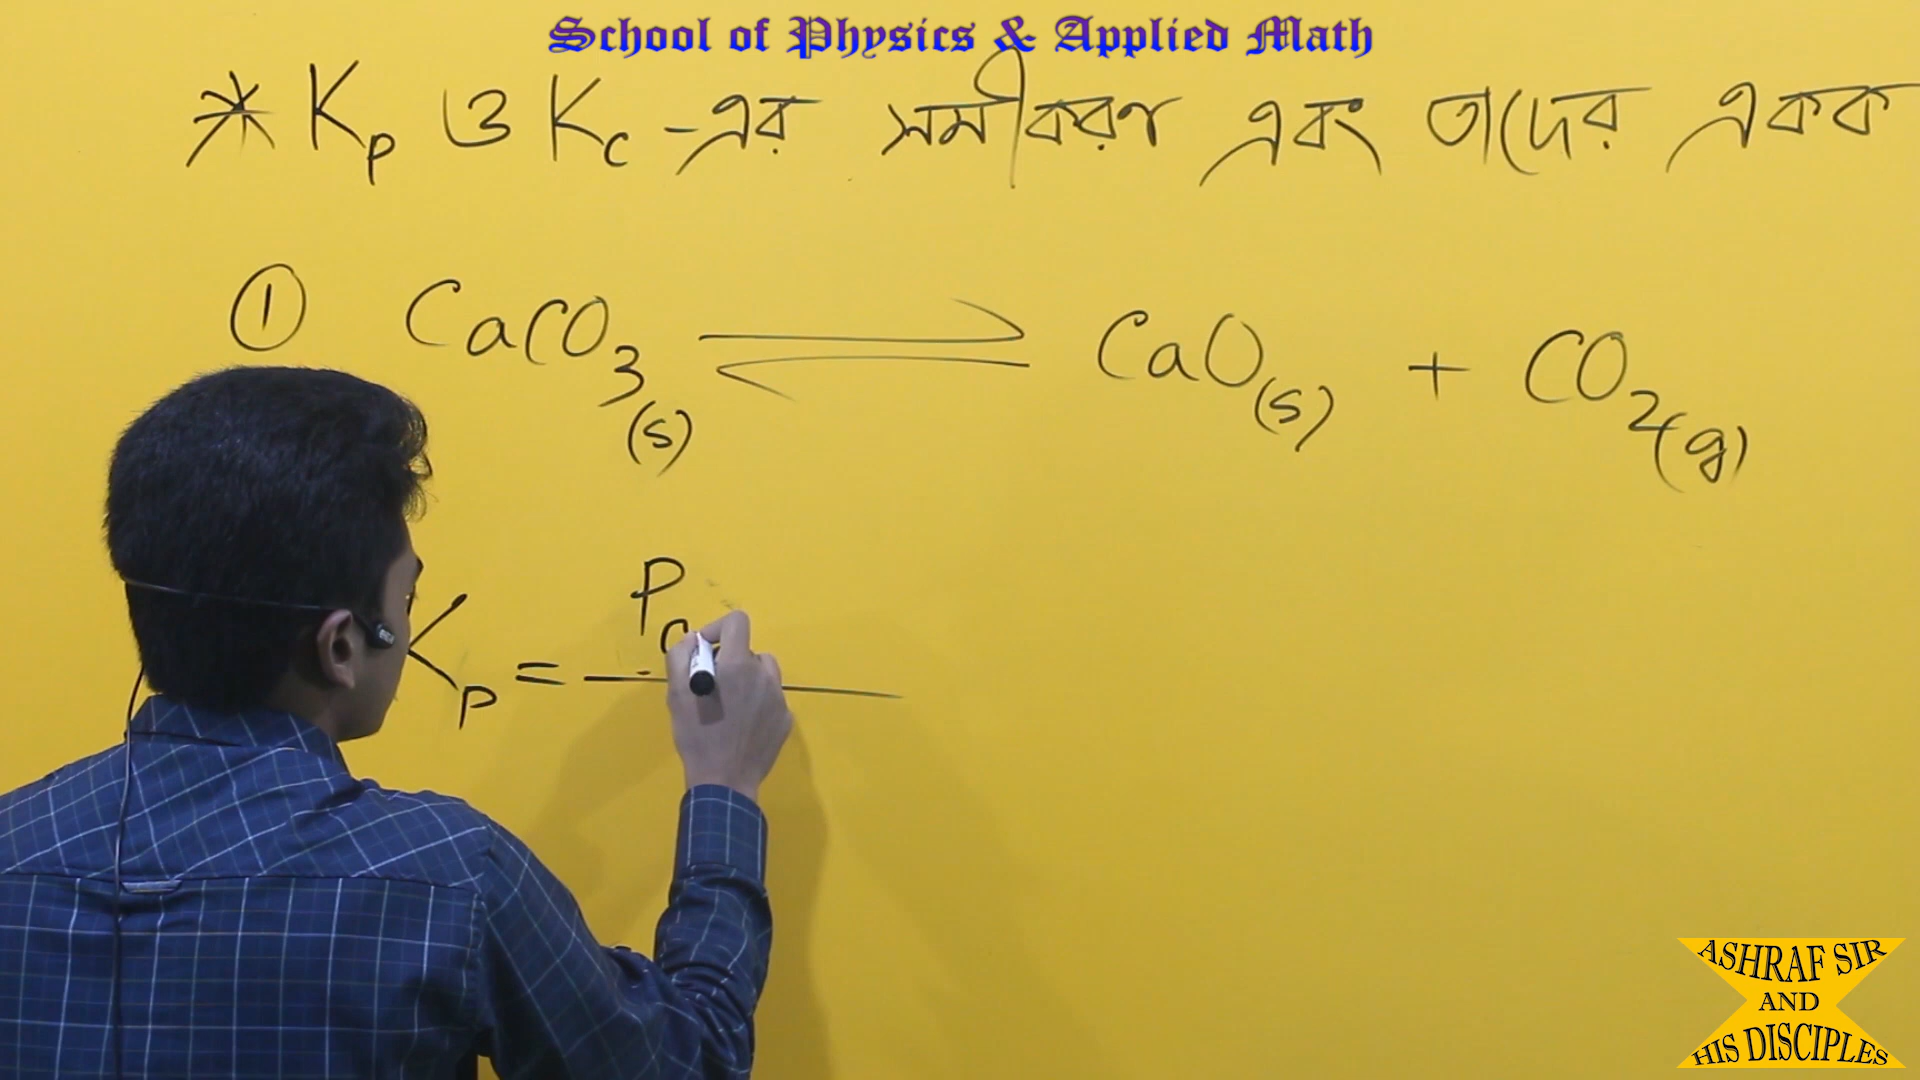 School of Physics & Applied Math
* Kp ও Kc -এর সমীকরণ এবং তাদের একক
① CaCO3(s) ⇌ CaO(s) + CO2(g)
Kp = PC
ASHRAF SIR
AND
HIS DISCIPLES